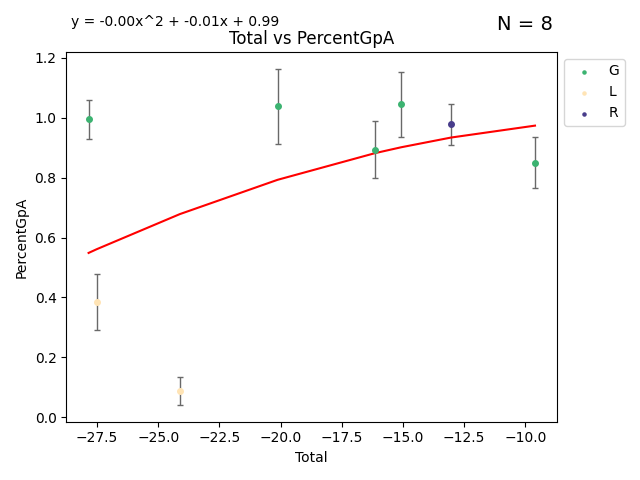 y = -0.00x^2 + -0.01x + 0.99
N = 8
Total vs PercentGpA
G
L
R
PercentGpA
1.2
1.0
0.8
0.6
0.4
0.2
0.0
−27.5 −25.0 −22.5 −20.0 −17.5 −15.0 −12.5 −10.0
Total